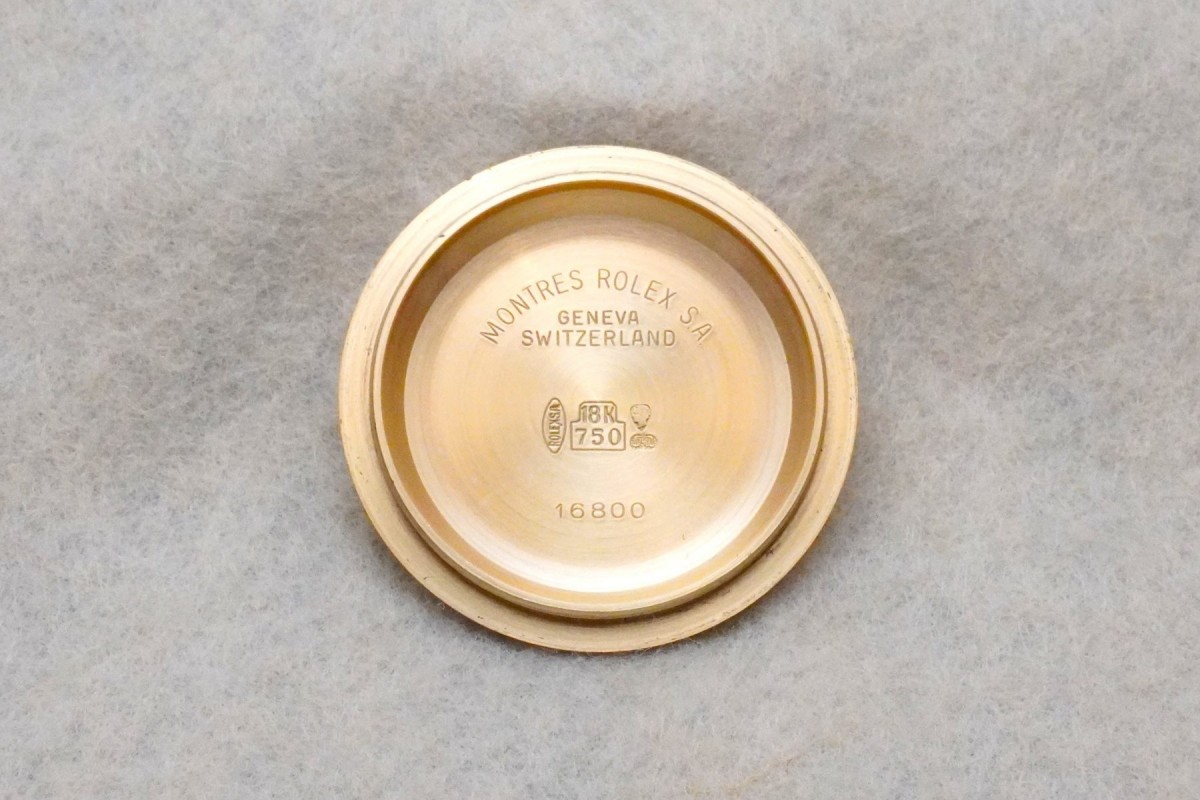 MONTRES ROLEX SA
GENEVA
SWITZERLAND
ROLEXSA
18K
750
16800